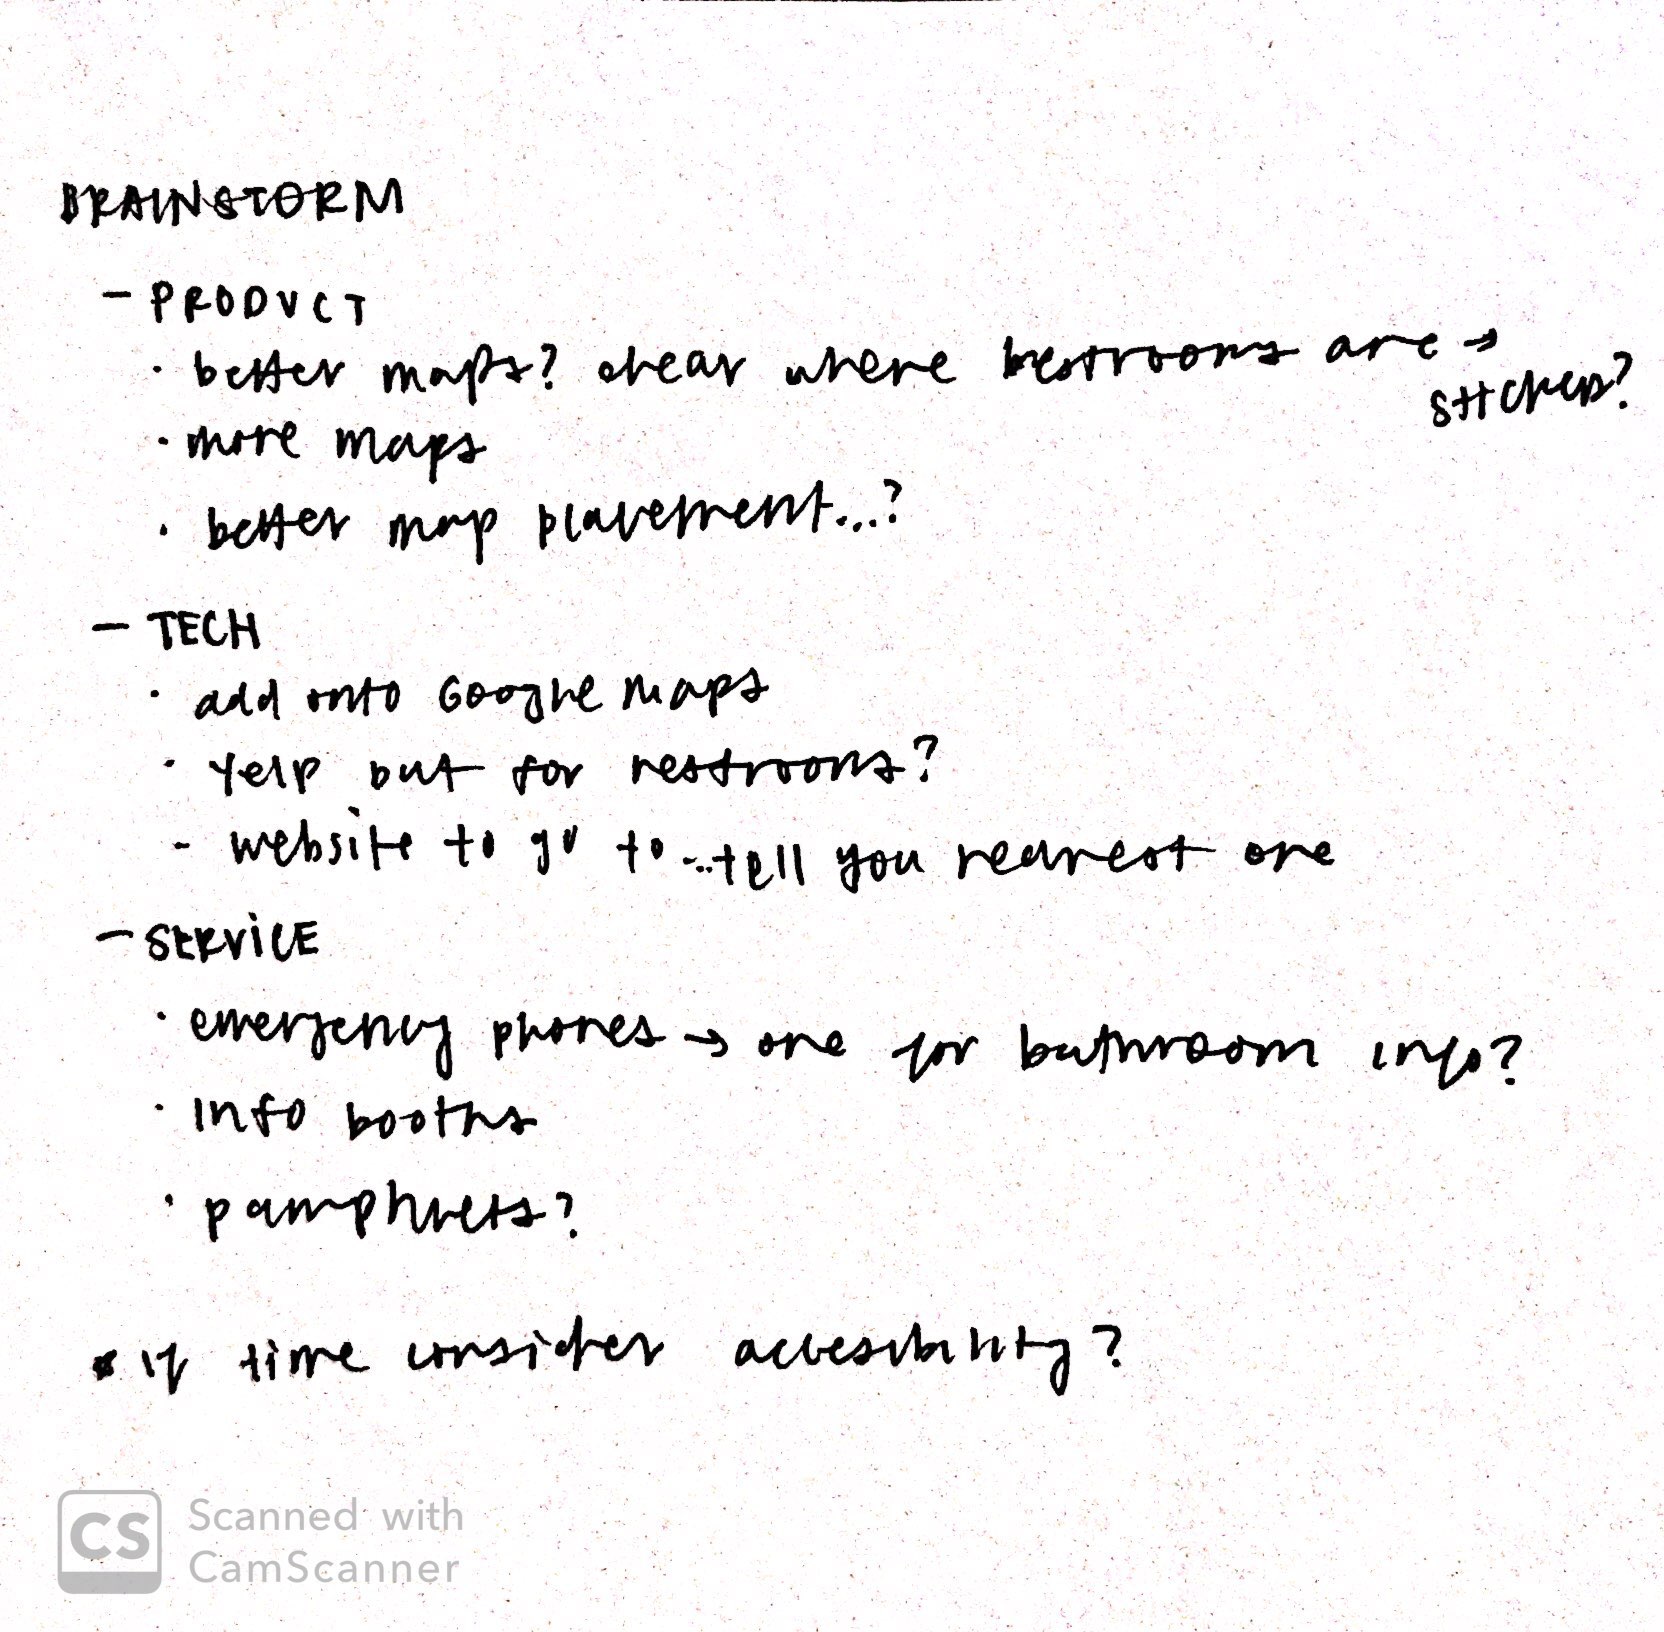 BRAINSTORM
- PRODUCT
· better maps? clear where restrooms are →
stickers?
· more maps
· better map placement...?
- TECH
· add onto Google Maps
· Yelp but for restrooms?
- website to go to...tell you nearest one
- SERVICE
· emergency phones → one for bathroom info?
· info booths
· pamphlets?
* if time consider accesibility?
CS Scanned with
CamScanner